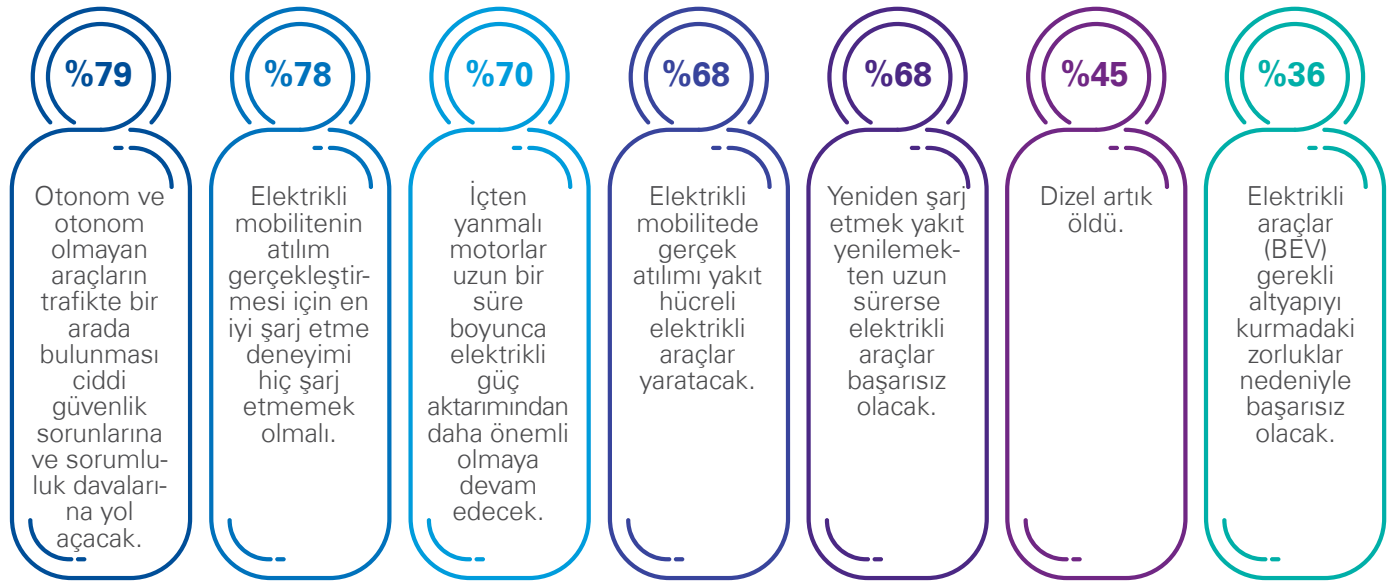 %79
Otonom ve
otonom
olmayan
araçların
trafikte bir
arada
bulunması
ciddi
güvenlik
sorunlarına
ve sorumlu-
luk davaları-
na yol
açacak.
%78
Elektrikli
mobilitenin
atılım
gerçekleştir-
mesi için en
iyi şarj etme
deneyimi
hiç şarj
etmemek
olmalı.
%70
İçten
yanmalı
motorlar
uzun bir
süre
boyunca
elektrikli
güç
aktarımından
daha önemli
olmaya
devam
edecek.
%68
Elektrikli
mobilitede
gerçek
atılımı yakıt
hücreli
elektrikli
araçlar
yaratacak.
%68
Yeniden şarj
etmek yakıt
yenilemek-
ten uzun
sürerse
elektrikli
araçlar
başarısız
olacak.
%45
Dizel artık
öldü.
%36
Elektrikli
araçlar
(BEV)
gerekli
altyapıyı
kurmadaki
zorluklar
nedeniyle
başarısız
olacak.